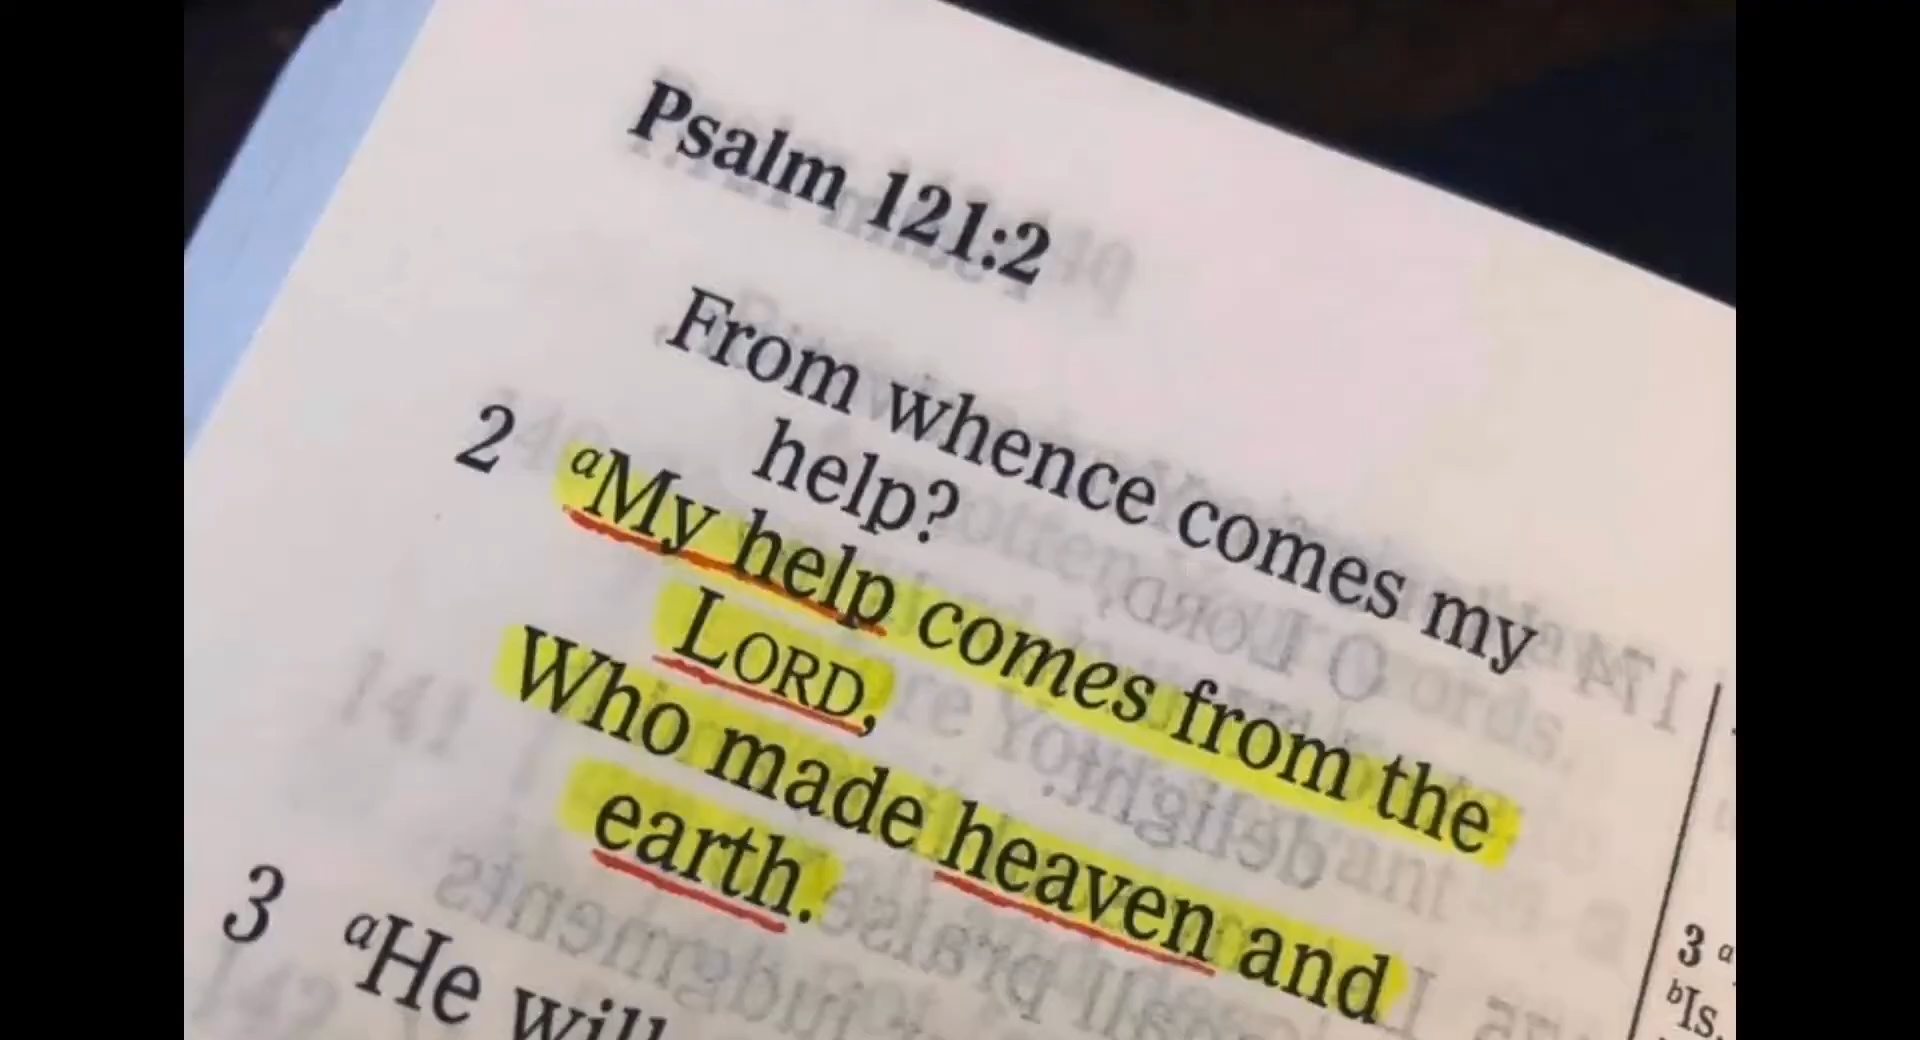 Psalm 121:2
From whence comes my
help?
2 aMy help comes from the
LORD,
Who made heaven and
earth.
3 aHe will
3 a
bIs.